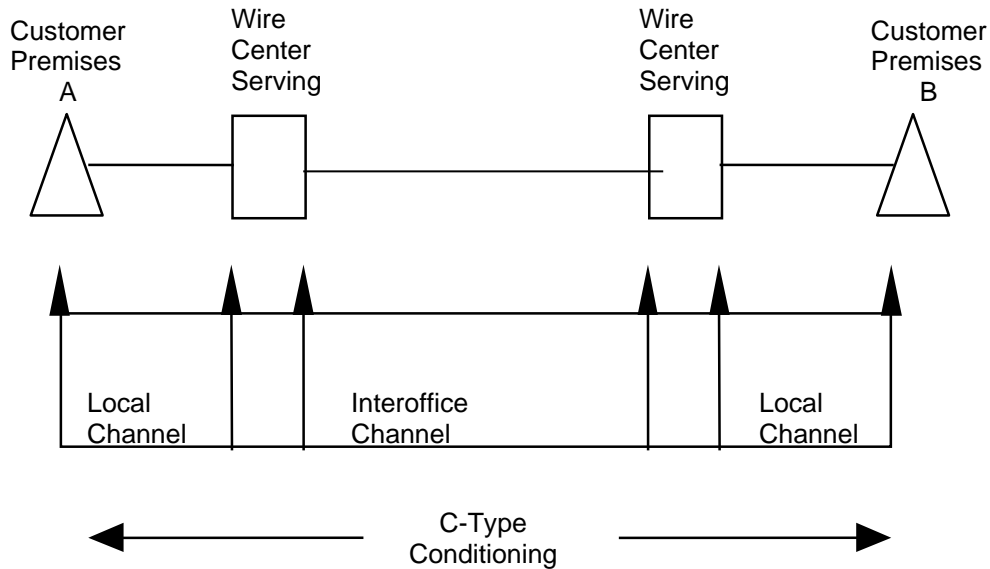 Customer
Premises
A
Wire
Center
Serving
Wire
Center
Serving
Customer
Premises
B
Local
Channel
Interoffice
Channel
Local
Channel
C-Type
Conditioning